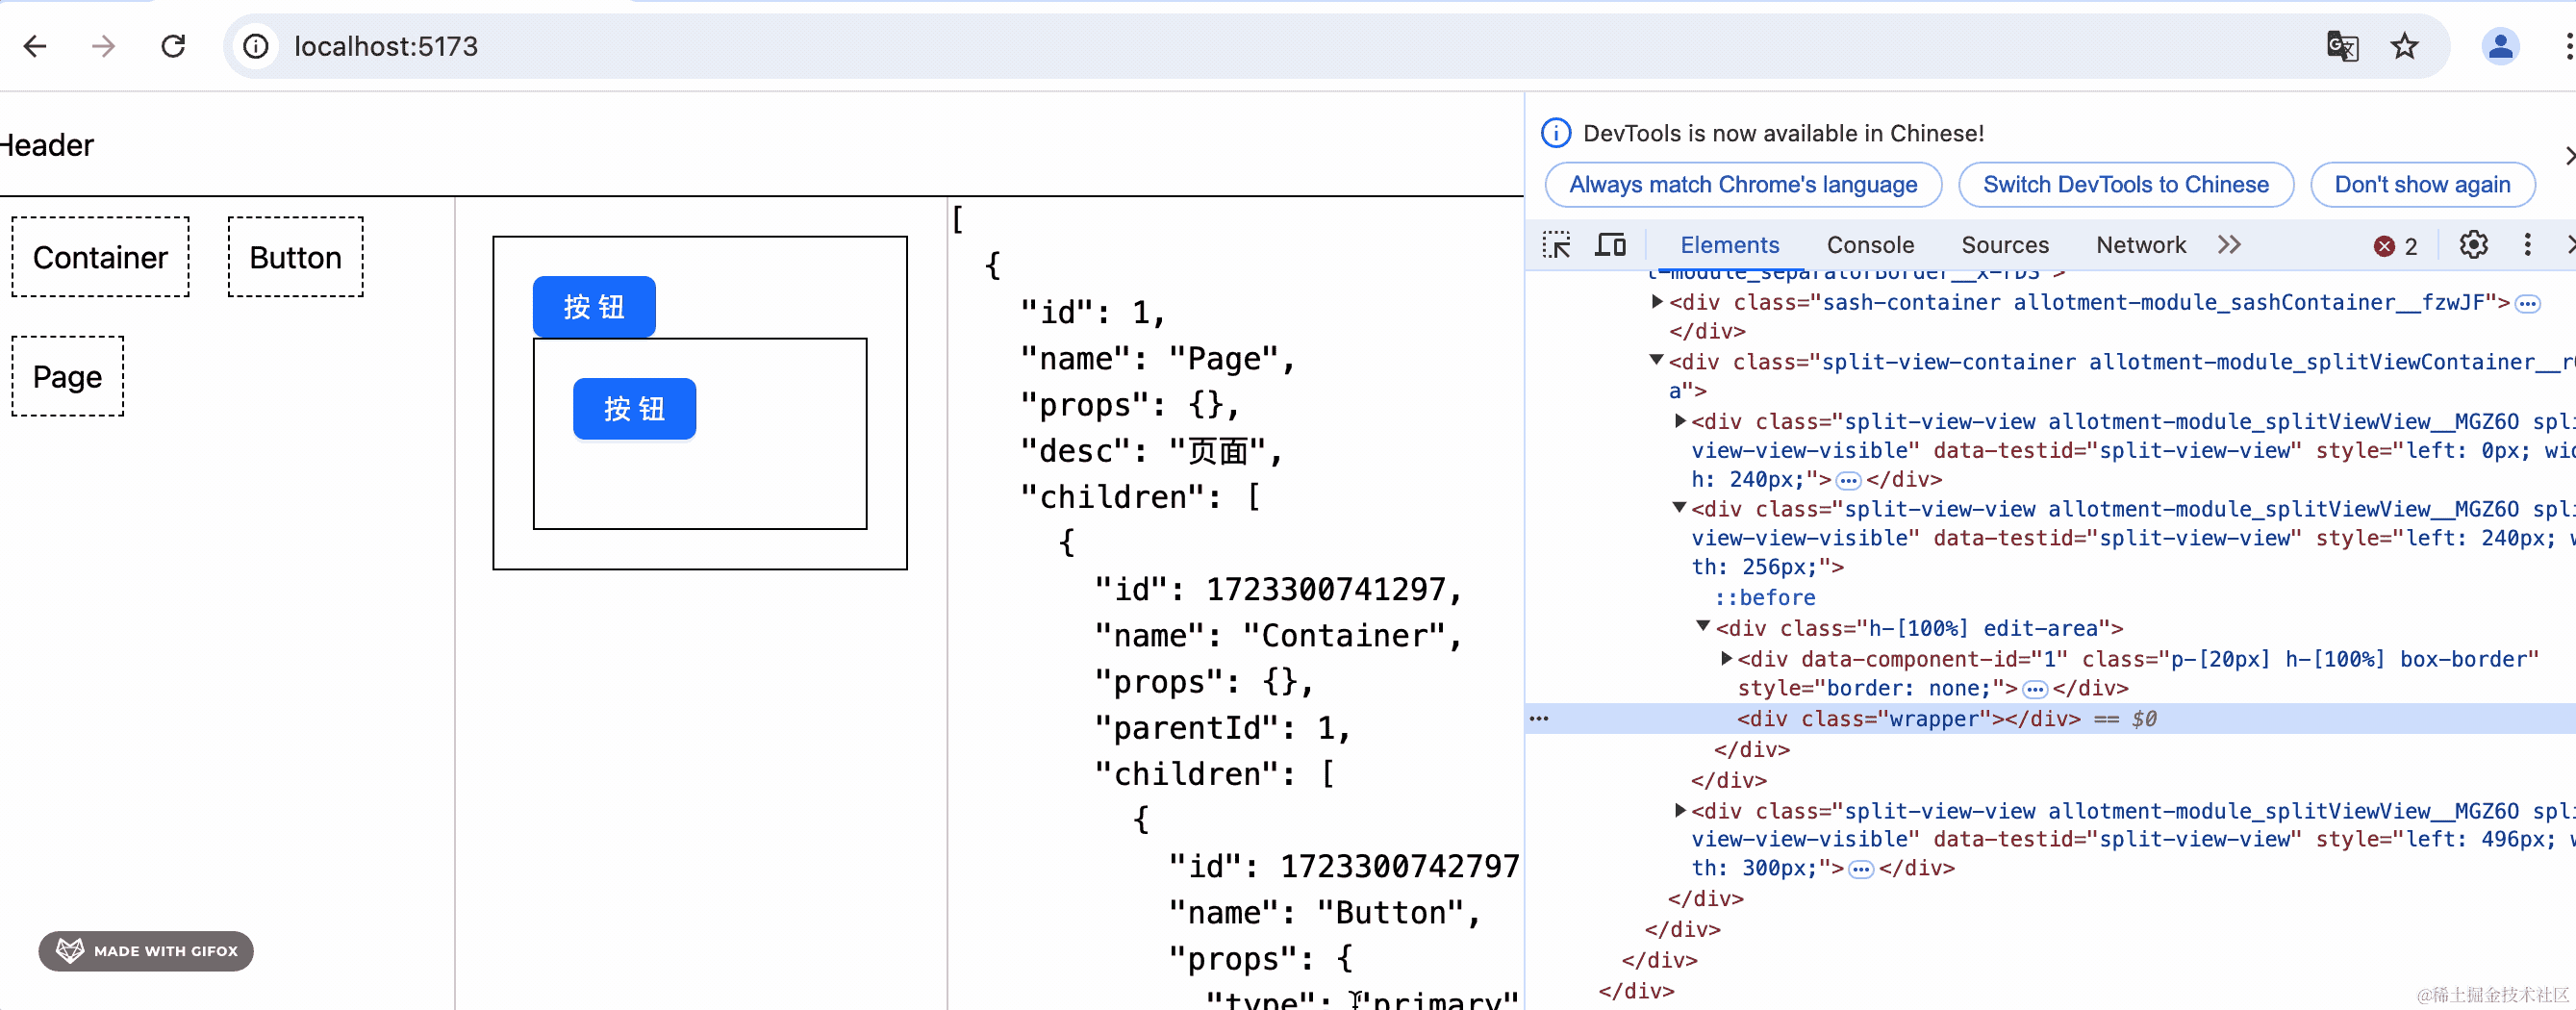 localhost:5173
Header
Container
Button
Page
按 钮
按 钮
[
{
"id": 1,
"name": "Page",
"props": {},
"desc": "页面",
"children": [
{
"id": 1723300741297,
"name": "Container",
"props": {},
"parentId": 1,
"children": [
{
"id": 1723300742797
"name": "Button",
"props": {
"type": "primary"
MADE WITH GIFOX
DevTools is now available in Chinese!
Always match Chrome's language
Switch DevTools to Chinese
Don't show again
Elements
Console
Sources
Network
2
t-module_separatorBorder__x-rDS">
<div class="sash-container allotment-module_sashContainer__fzwJF">
</div>
<div class="split-view-container allotment-module_splitViewContainer__r
a">
<div class="split-view-view allotment-module_splitViewView__MGZ6O spl
view-view-visible" data-testid="split-view-view" style="left: 0px; wi
h: 240px;">…</div>
<div class="split-view-view allotment-module_splitViewView__MGZ6O spl
view-view-visible" data-testid="split-view-view" style="left: 240px; w
th: 256px;">
::before
<div class="h-[100%] edit-area">
<div data-component-id="1" class="p-[20px] h-[100%] box-border"
style="border: none;">…</div>
<div class="wrapper"></div> == $0
</div>
</div>
<div class="split-view-view allotment-module_splitViewView__MGZ6O spl
view-view-visible" data-testid="split-view-view" style="left: 496px; w
th: 300px;">…</div>
</div>
</div>
</div>
</div>
@稀土掘金技术社区